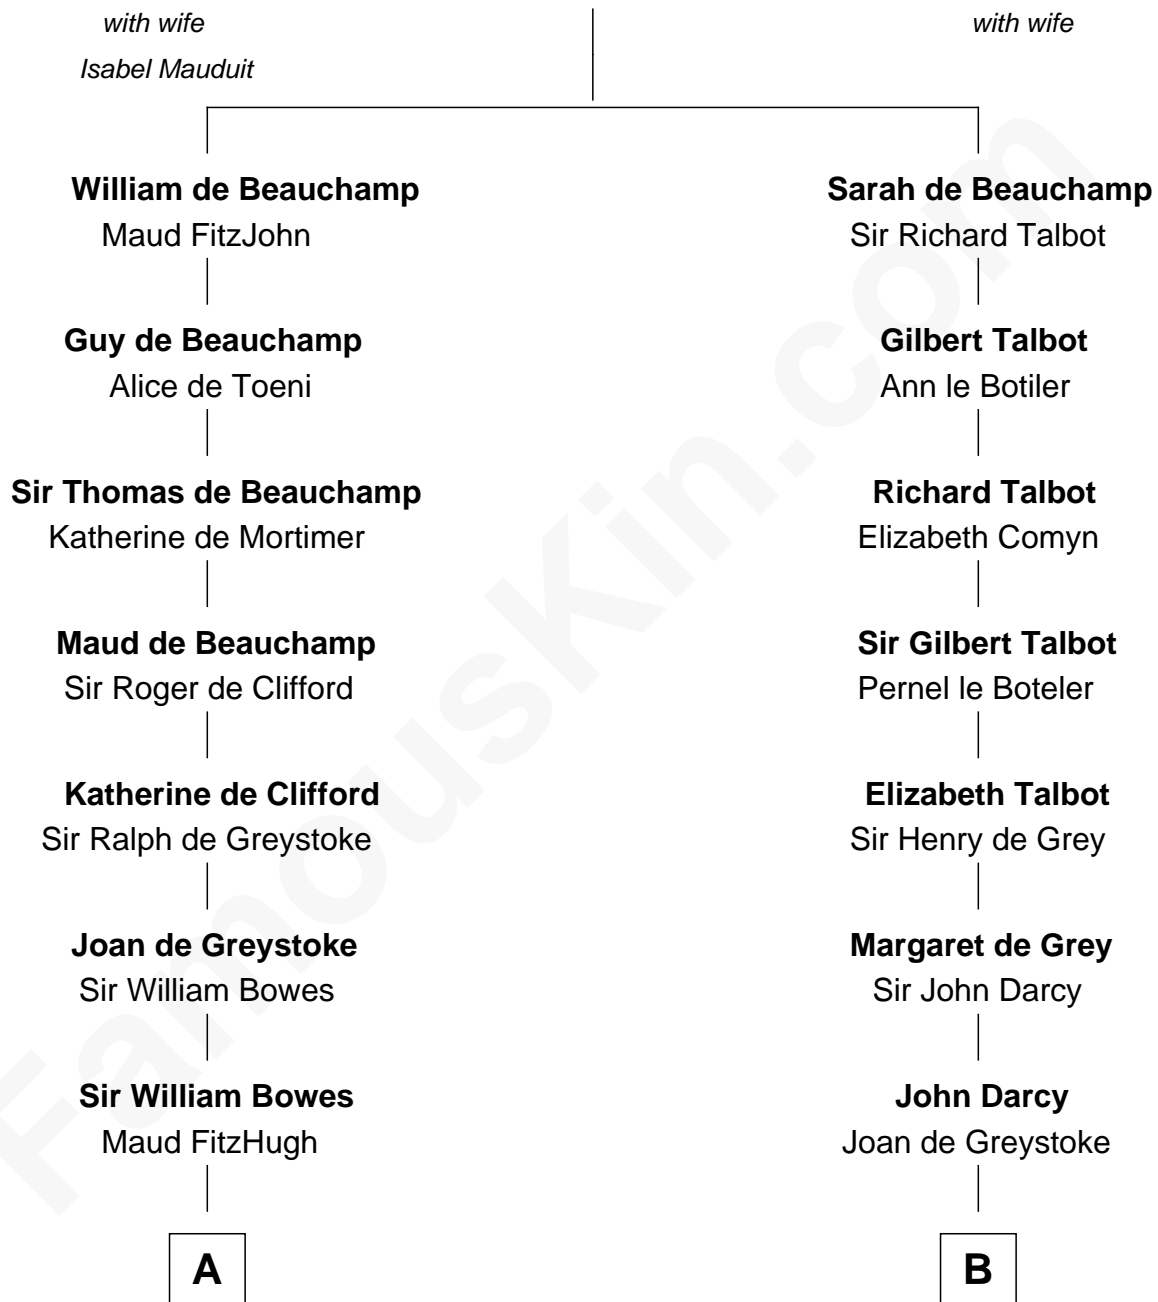 with wife
with wife
Isabel Mauduit
William de Beauchamp
Maud FitzJohn
Sarah de Beauchamp
Sir Richard Talbot
Guy de Beauchamp
Alice de Toeni
Gilbert Talbot
Ann le Botiler
Sir Thomas de Beauchamp
Katherine de Mortimer
Richard Talbot
Elizabeth Comyn
Maud de Beauchamp
Sir Roger de Clifford
Sir Gilbert Talbot
Pernel le Boteler
Katherine de Clifford
Sir Ralph de Greystoke
Elizabeth Talbot
Sir Henry de Grey
Joan de Greystoke
Sir William Bowes
Margaret de Grey
Sir John Darcy
Sir William Bowes
Maud FitzHugh
John Darcy
Joan de Greystoke
A
B
FamousKin.com